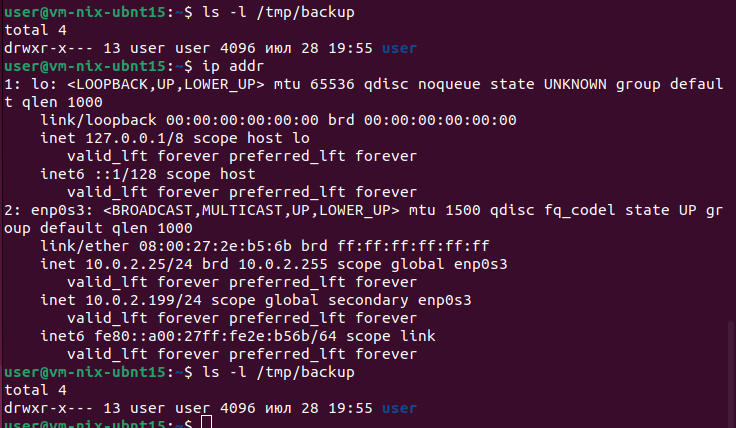 user@vm-nix-ubnt15:~$ ls -l /tmp/backup
total 4
drwxr-x--- 13 user user 4096 июл 28 19:55 user
user@vm-nix-ubnt15:~$ ip addr
1: lo: <LOOPBACK,UP,LOWER_UP> mtu 65536 qdisc noqueue state UNKNOWN group defaul
t qlen 1000
    link/loopback 00:00:00:00:00:00 brd 00:00:00:00:00:00
    inet 127.0.0.1/8 scope host lo
       valid_lft forever preferred_lft forever
    inet6 ::1/128 scope host
       valid_lft forever preferred_lft forever
2: enp0s3: <BROADCAST,MULTICAST,UP,LOWER_UP> mtu 1500 qdisc fq_codel state UP gr
oup default qlen 1000
    link/ether 08:00:27:2e:b5:6b brd ff:ff:ff:ff:ff:ff
    inet 10.0.2.25/24 brd 10.0.2.255 scope global enp0s3
       valid_lft forever preferred_lft forever
    inet 10.0.2.199/24 scope global secondary enp0s3
       valid_lft forever preferred_lft forever
    inet6 fe80::a00:27ff:fe2e:b56b/64 scope link
       valid_lft forever preferred_lft forever
user@vm-nix-ubnt15:~$ ls -l /tmp/backup
total 4
drwxr-x--- 13 user user 4096 июл 28 19:55 user
user@vm-nix-ubnt15:~$